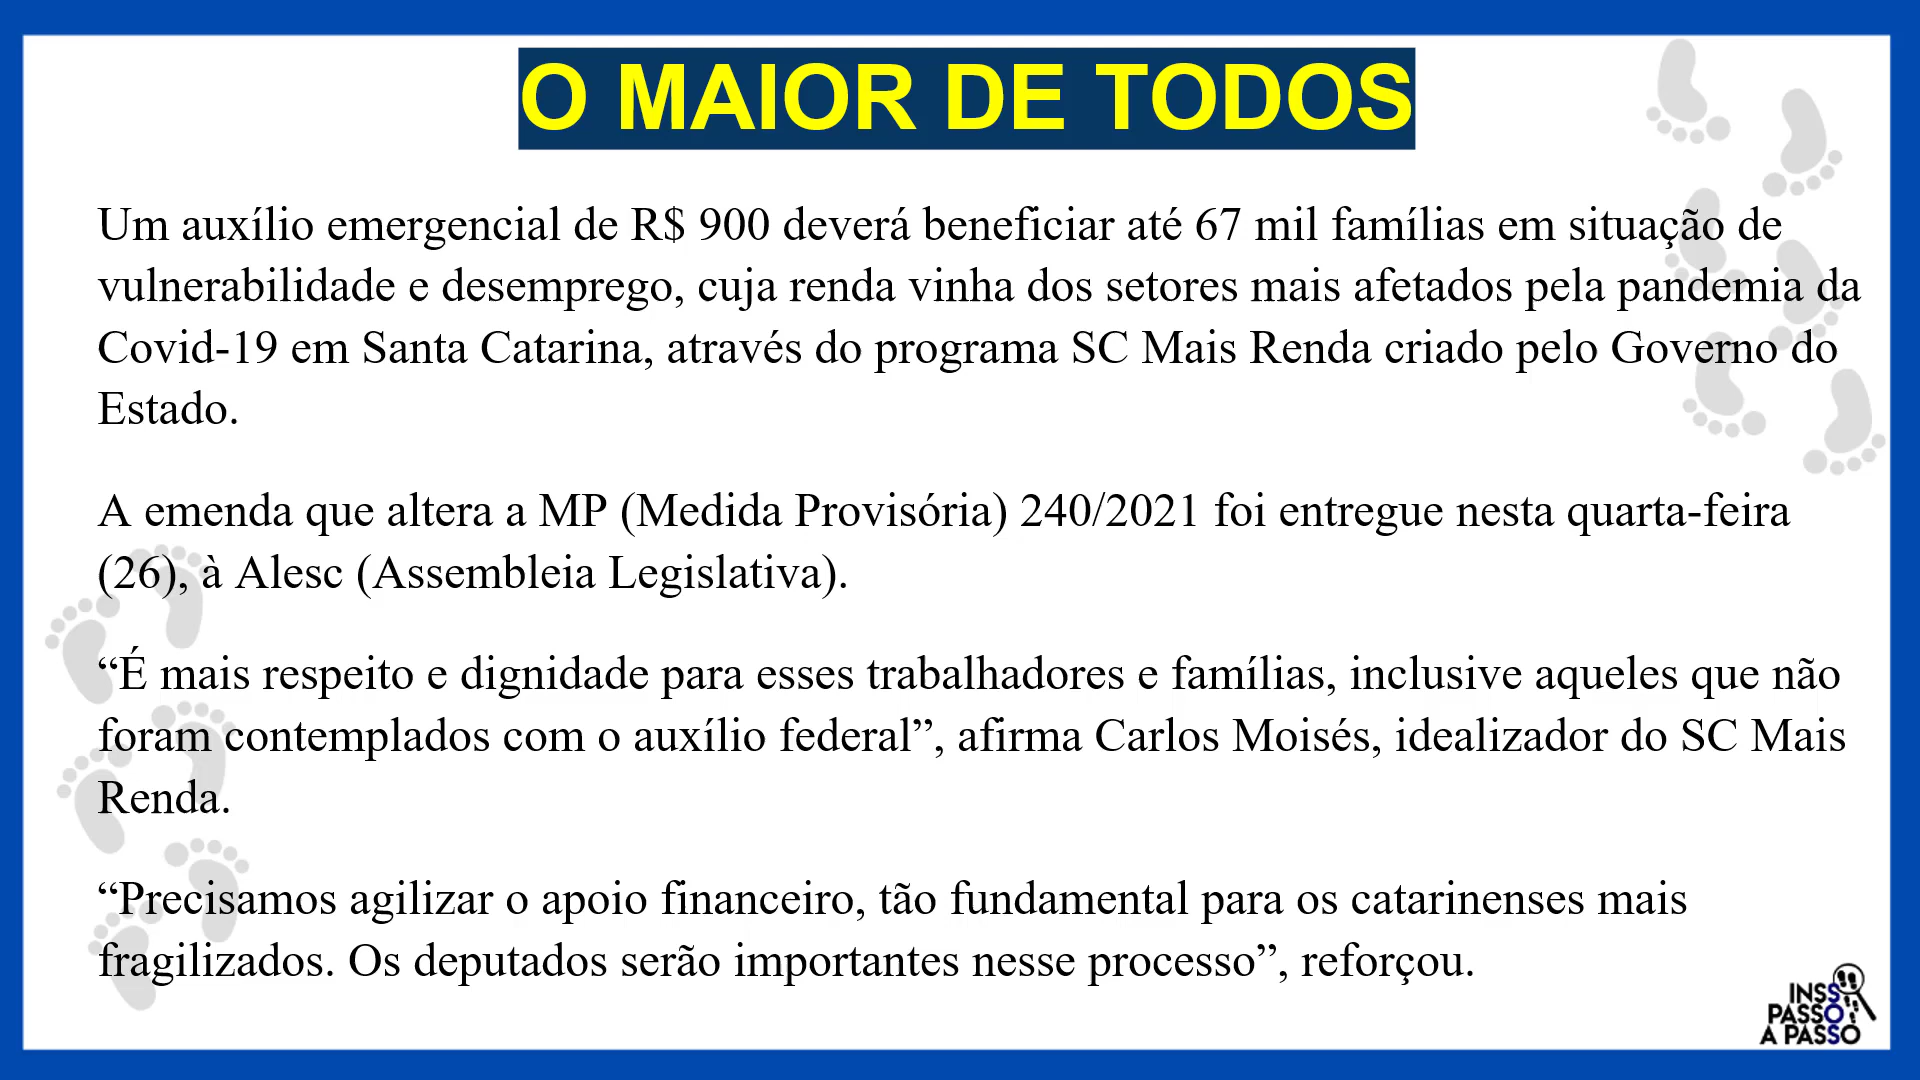 O MAIOR DE TODOS
Um auxílio emergencial de R$ 900 deverá beneficiar até 67 mil famílias em situação de
vulnerabilidade e desemprego, cuja renda vinha dos setores mais afetados pela pandemia da
Covid-19 em Santa Catarina, através do programa SC Mais Renda criado pelo Governo do
Estado.
A emenda que altera a MP (Medida Provisória) 240/2021 foi entregue nesta quarta-feira
(26), à Alesc (Assembleia Legislativa).
“É mais respeito e dignidade para esses trabalhadores e famílias, inclusive aqueles que não
foram contemplados com o auxílio federal”, afirma Carlos Moisés, idealizador do SC Mais
Renda.
“Precisamos agilizar o apoio financeiro, tão fundamental para os catarinenses mais
fragilizados. Os deputados serão importantes nesse processo”, reforçou.
INSS
PASSO
A PASSO